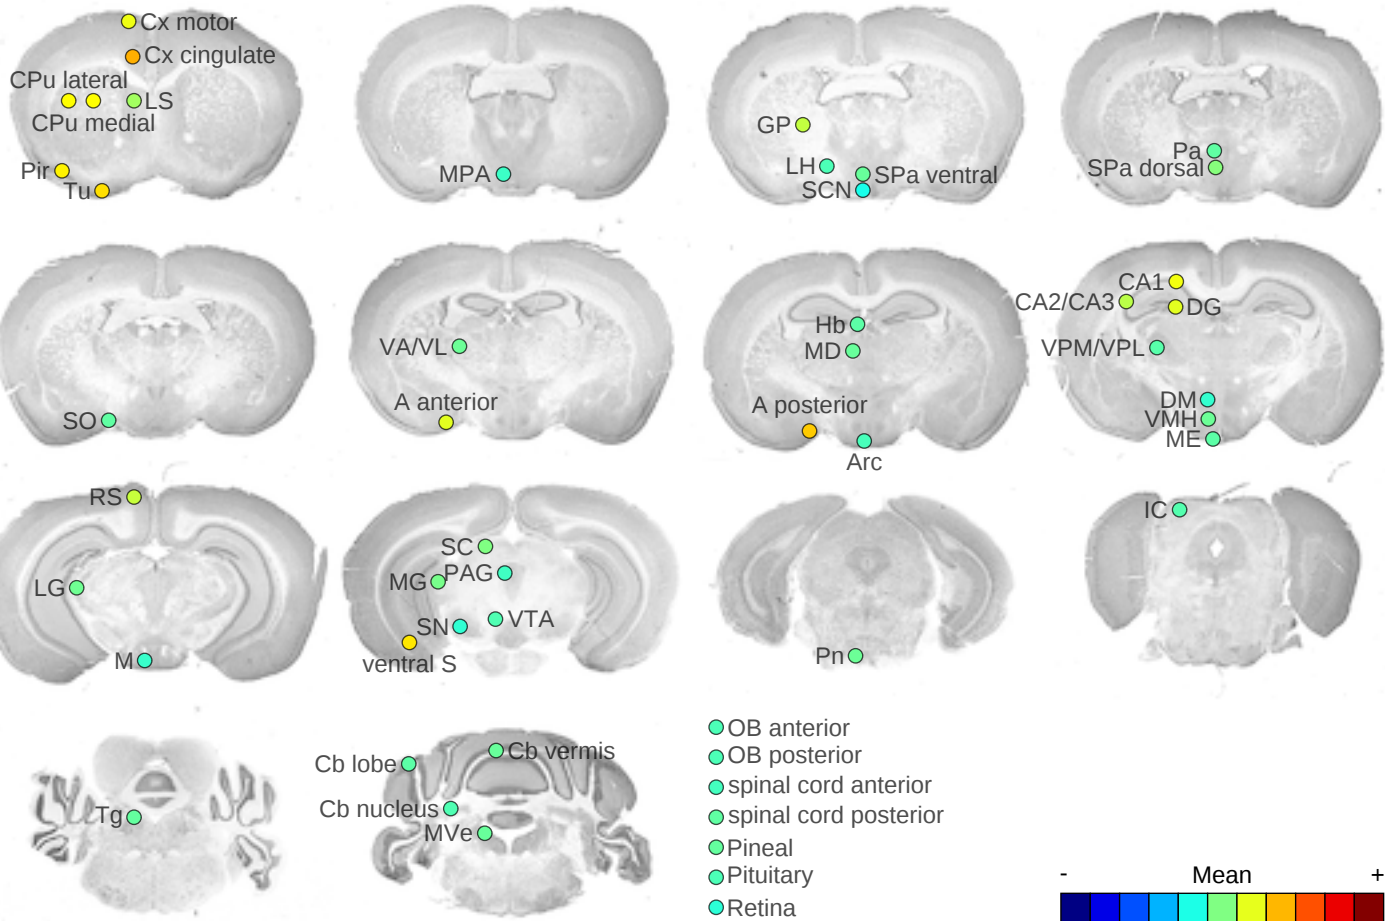 Cx motor
Cx cingulate
CPu lateral
LS
CPu medial
Pir
Tu
MPA
GP
LH
SPa ventral
SCN
Pa
SPa dorsal
SO
VA/VL
A anterior
Hb
MD
A posterior
Arc
CA1
CA2/CA3
DG
VPM/VPL
DM
VMH
ME
RS
LG
M
SC
PAG
MG
VTA
SN
ventral S
Pn
IC
Tg
Cb vermis
Cb lobe
Cb nucleus
MVe
OB anterior
OB posterior
spinal cord anterior
spinal cord posterior
Pineal
Pituitary
Retina
- Mean +